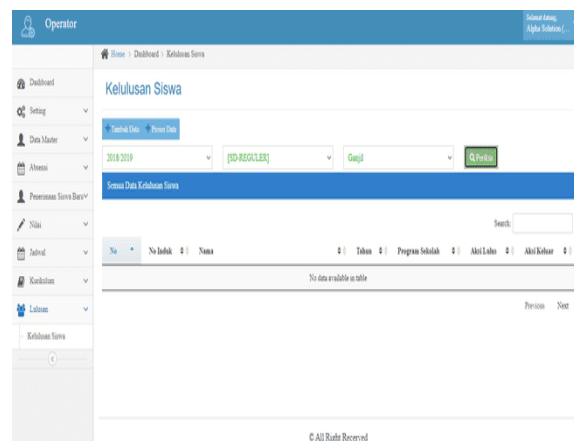 Operator
Selamat datang,
Alpha Solution (...
Home > Dashboard > Kelulusan Siswa
Dashboard
Setting
Data Master
Absensi
Penerimaan Siswa Baru
Nilai
Jadwal
Kurikulum
Lulusan
Kelulusan Siswa
Kelulusan Siswa
Tambah Data Proses Data
2018/2019 [SD-REGULER] Ganjil Periksa
Semua Data Kelulusan Siswa
Search:
No No Induk Nama Tahun Program Sekolah Aksi Lulus Aksi Keluar
No data available in table
Previous Next
© All Right Recerved